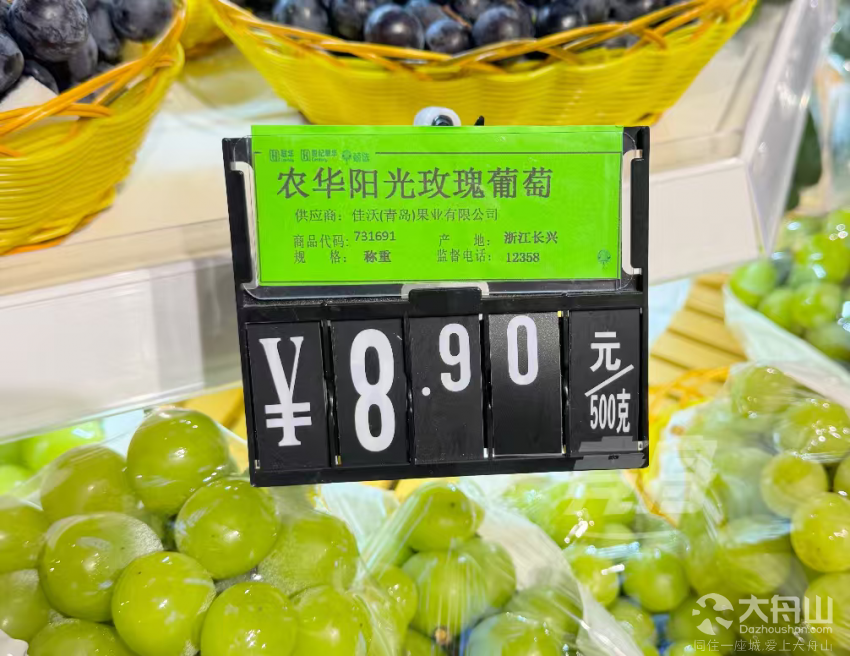 农华阳光玫瑰葡萄
供应商: 佳沃(青岛)果业有限公司
商品代码: 731691 产 地: 浙江长兴
规 格: 称重 监督电话: 12358
¥8.90 元/500克
大舟山
Dazhoushan.com
同住一座城 爱上大舟山